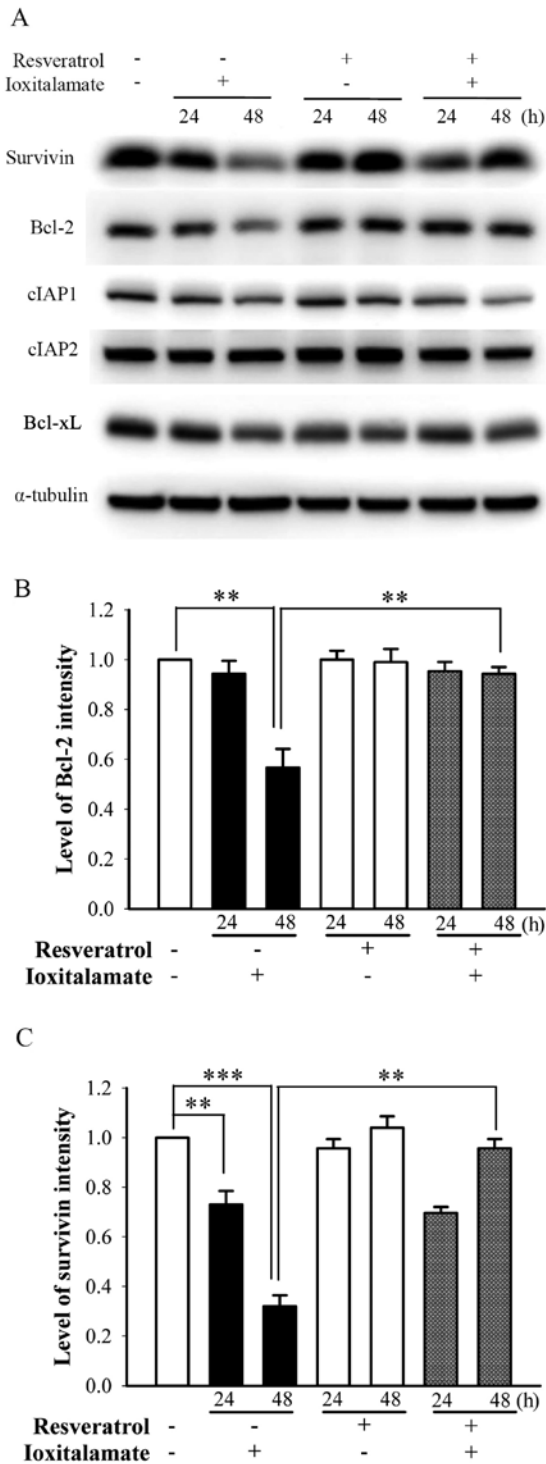 A
Resveratrol - - + +
Ioxitalamate - + - +
24 48 24 48 24 48 (h)
Survivin
Bcl-2
cIAP1
cIAP2
Bcl-xL
α-tubulin
B
** **
1.2
1.0
0.8
0.6
0.4
0.2
0.0
Level of Bcl-2 intensity
24 48 24 48 24 48 (h)
Resveratrol - - + +
Ioxitalamate - + - +
C
*** **
**
1.2
1.0
0.8
0.6
0.4
0.2
0.0
Level of survivin intensity
24 48 24 48 24 48 (h)
Resveratrol - - + +
Ioxitalamate - + - +